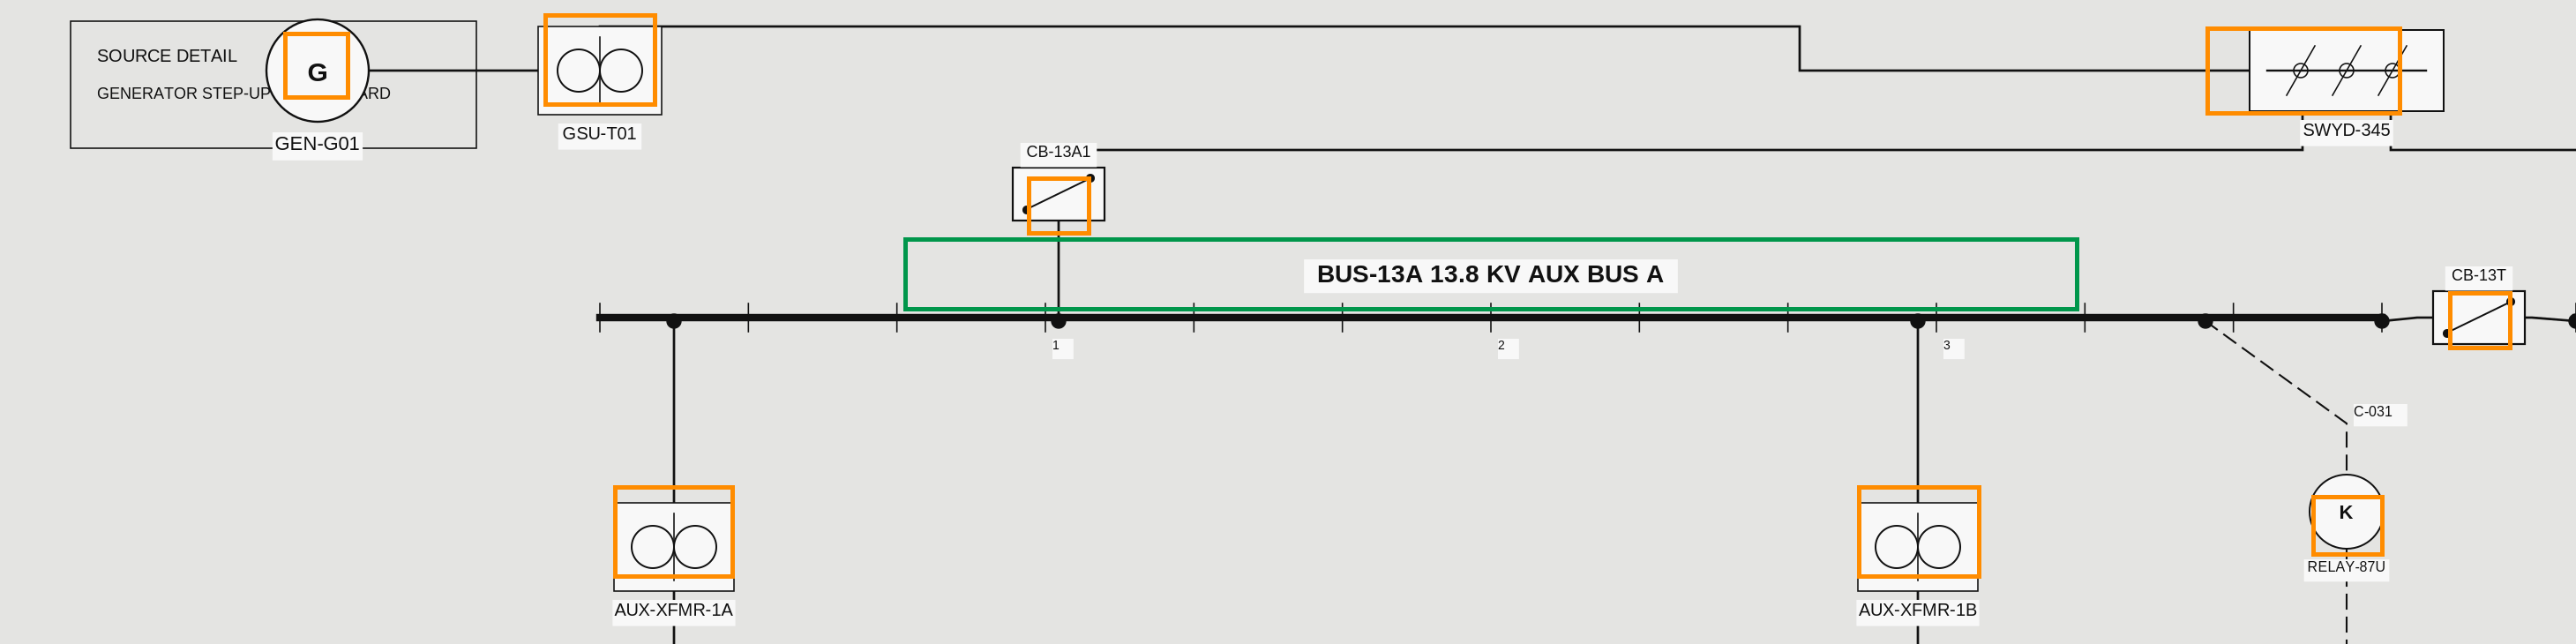 SOURCE DETAIL
G
GENERATOR STEP-UP ARD
GEN-G01
GSU-T01
SWYD-345
CB-13A1
BUS-13A 13.8 KV AUX BUS A
CB-13T
1
2
3
C-031
K
RELAY-87U
AUX-XFMR-1A
AUX-XFMR-1B